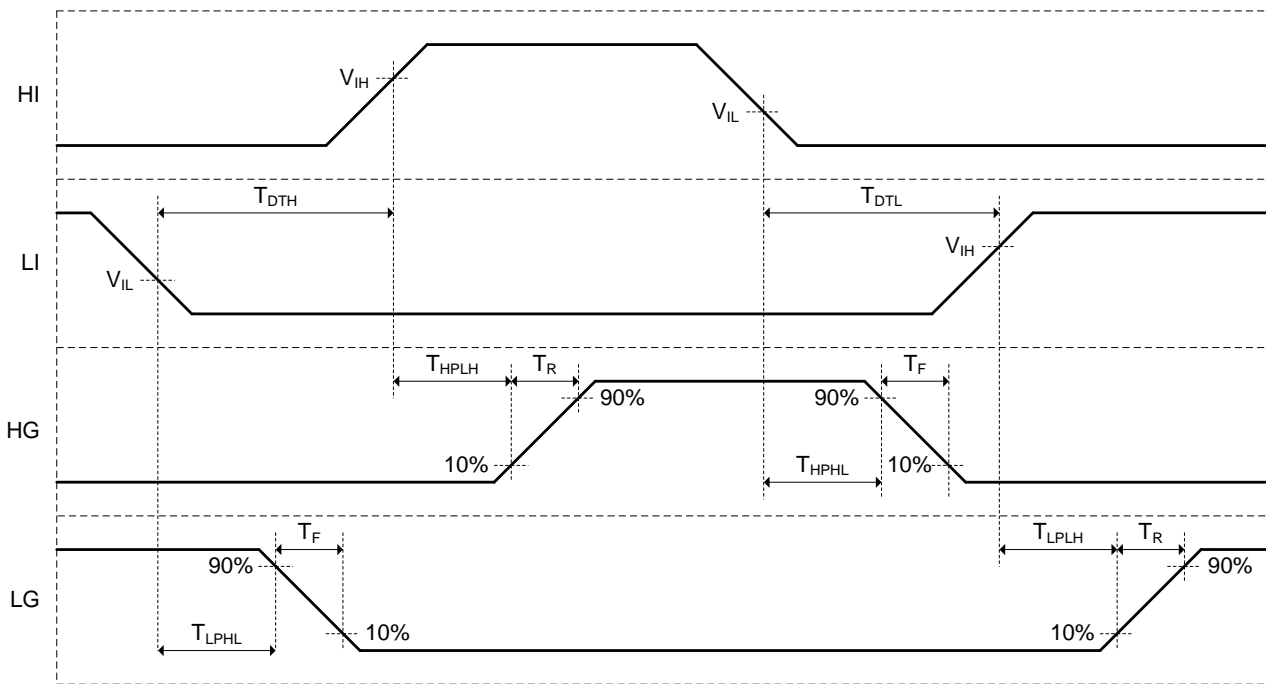 HI
V_IH
V_IL
LI
T_DTH
T_DTL
V_IL
V_IH
HG
T_HPLH
T_R
T_F
90%
90%
10%
10%
T_HPHL
LG
T_F
T_LPLH
T_R
90%
90%
10%
10%
T_LPHL